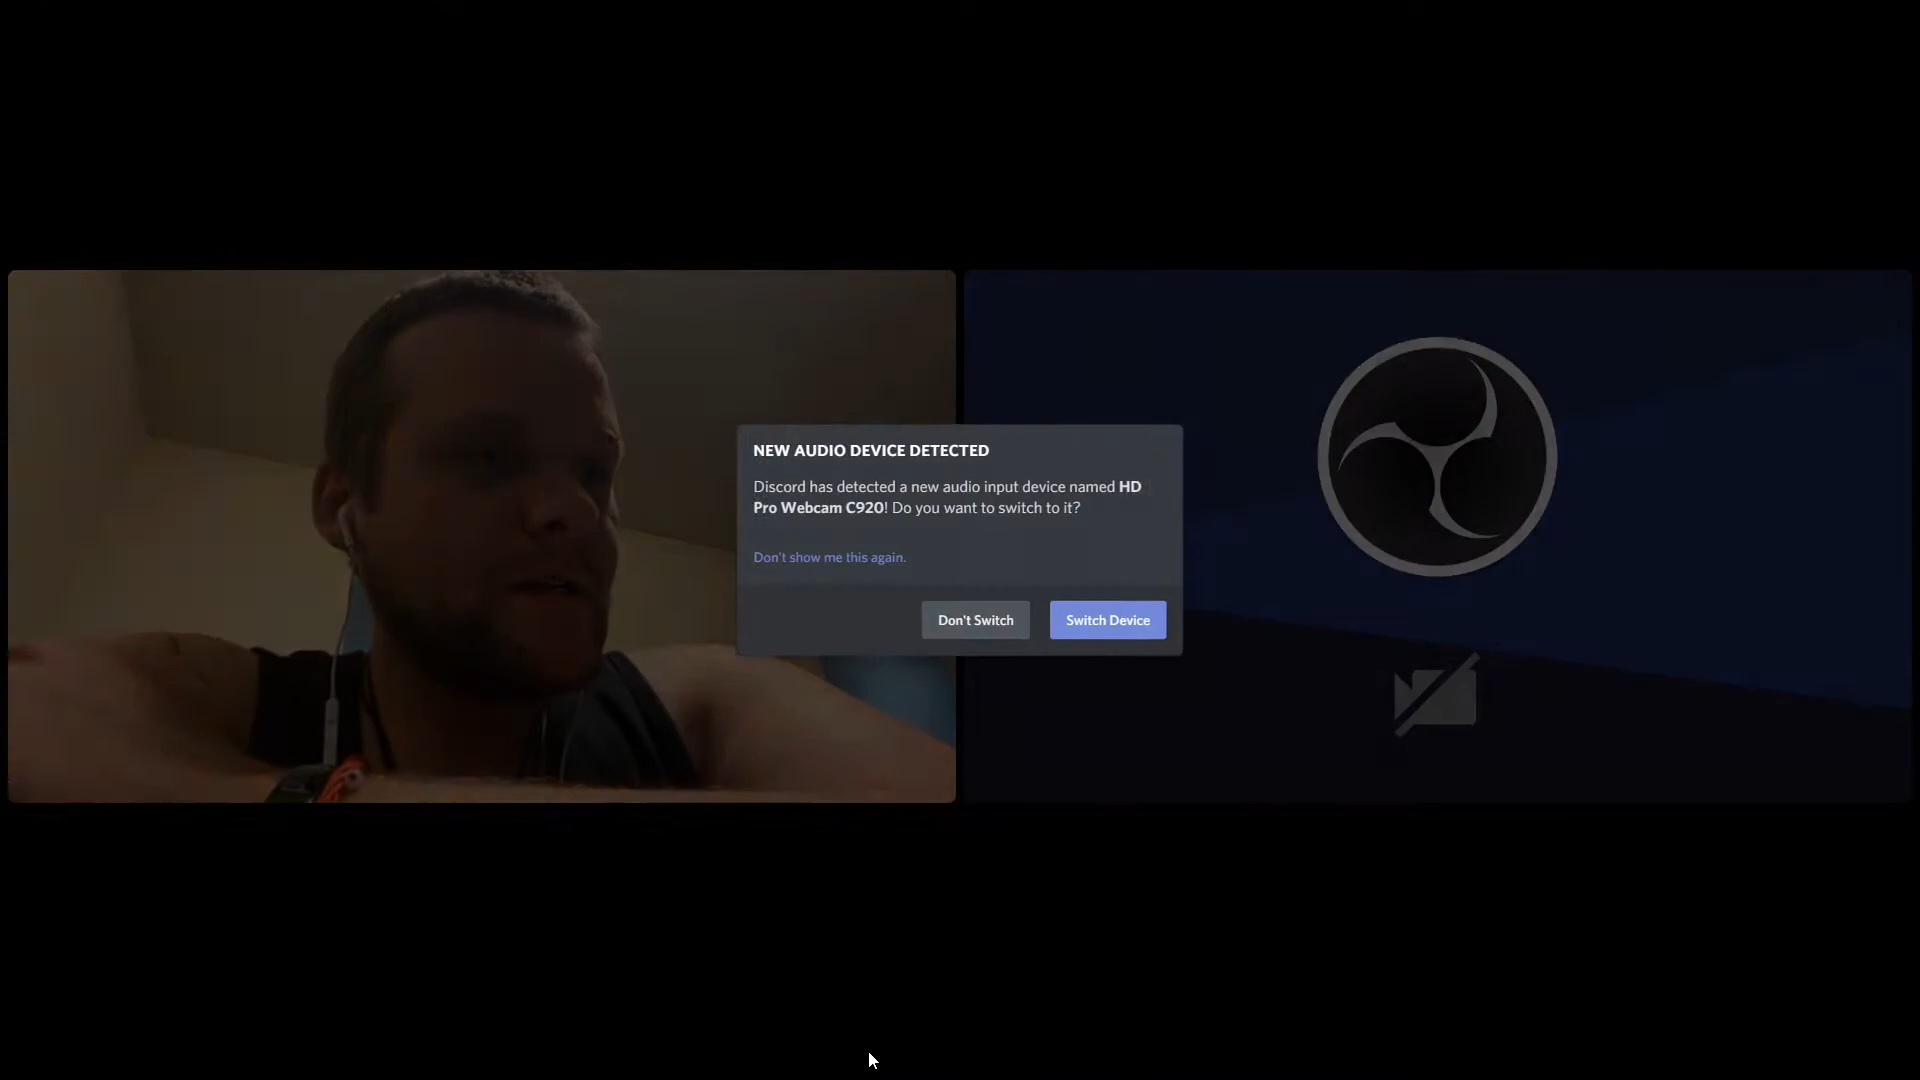 NEW AUDIO DEVICE DETECTED
Discord has detected a new audio input device named HD
Pro Webcam C920! Do you want to switch to it?
Don't show me this again.
Don't Switch
Switch Device